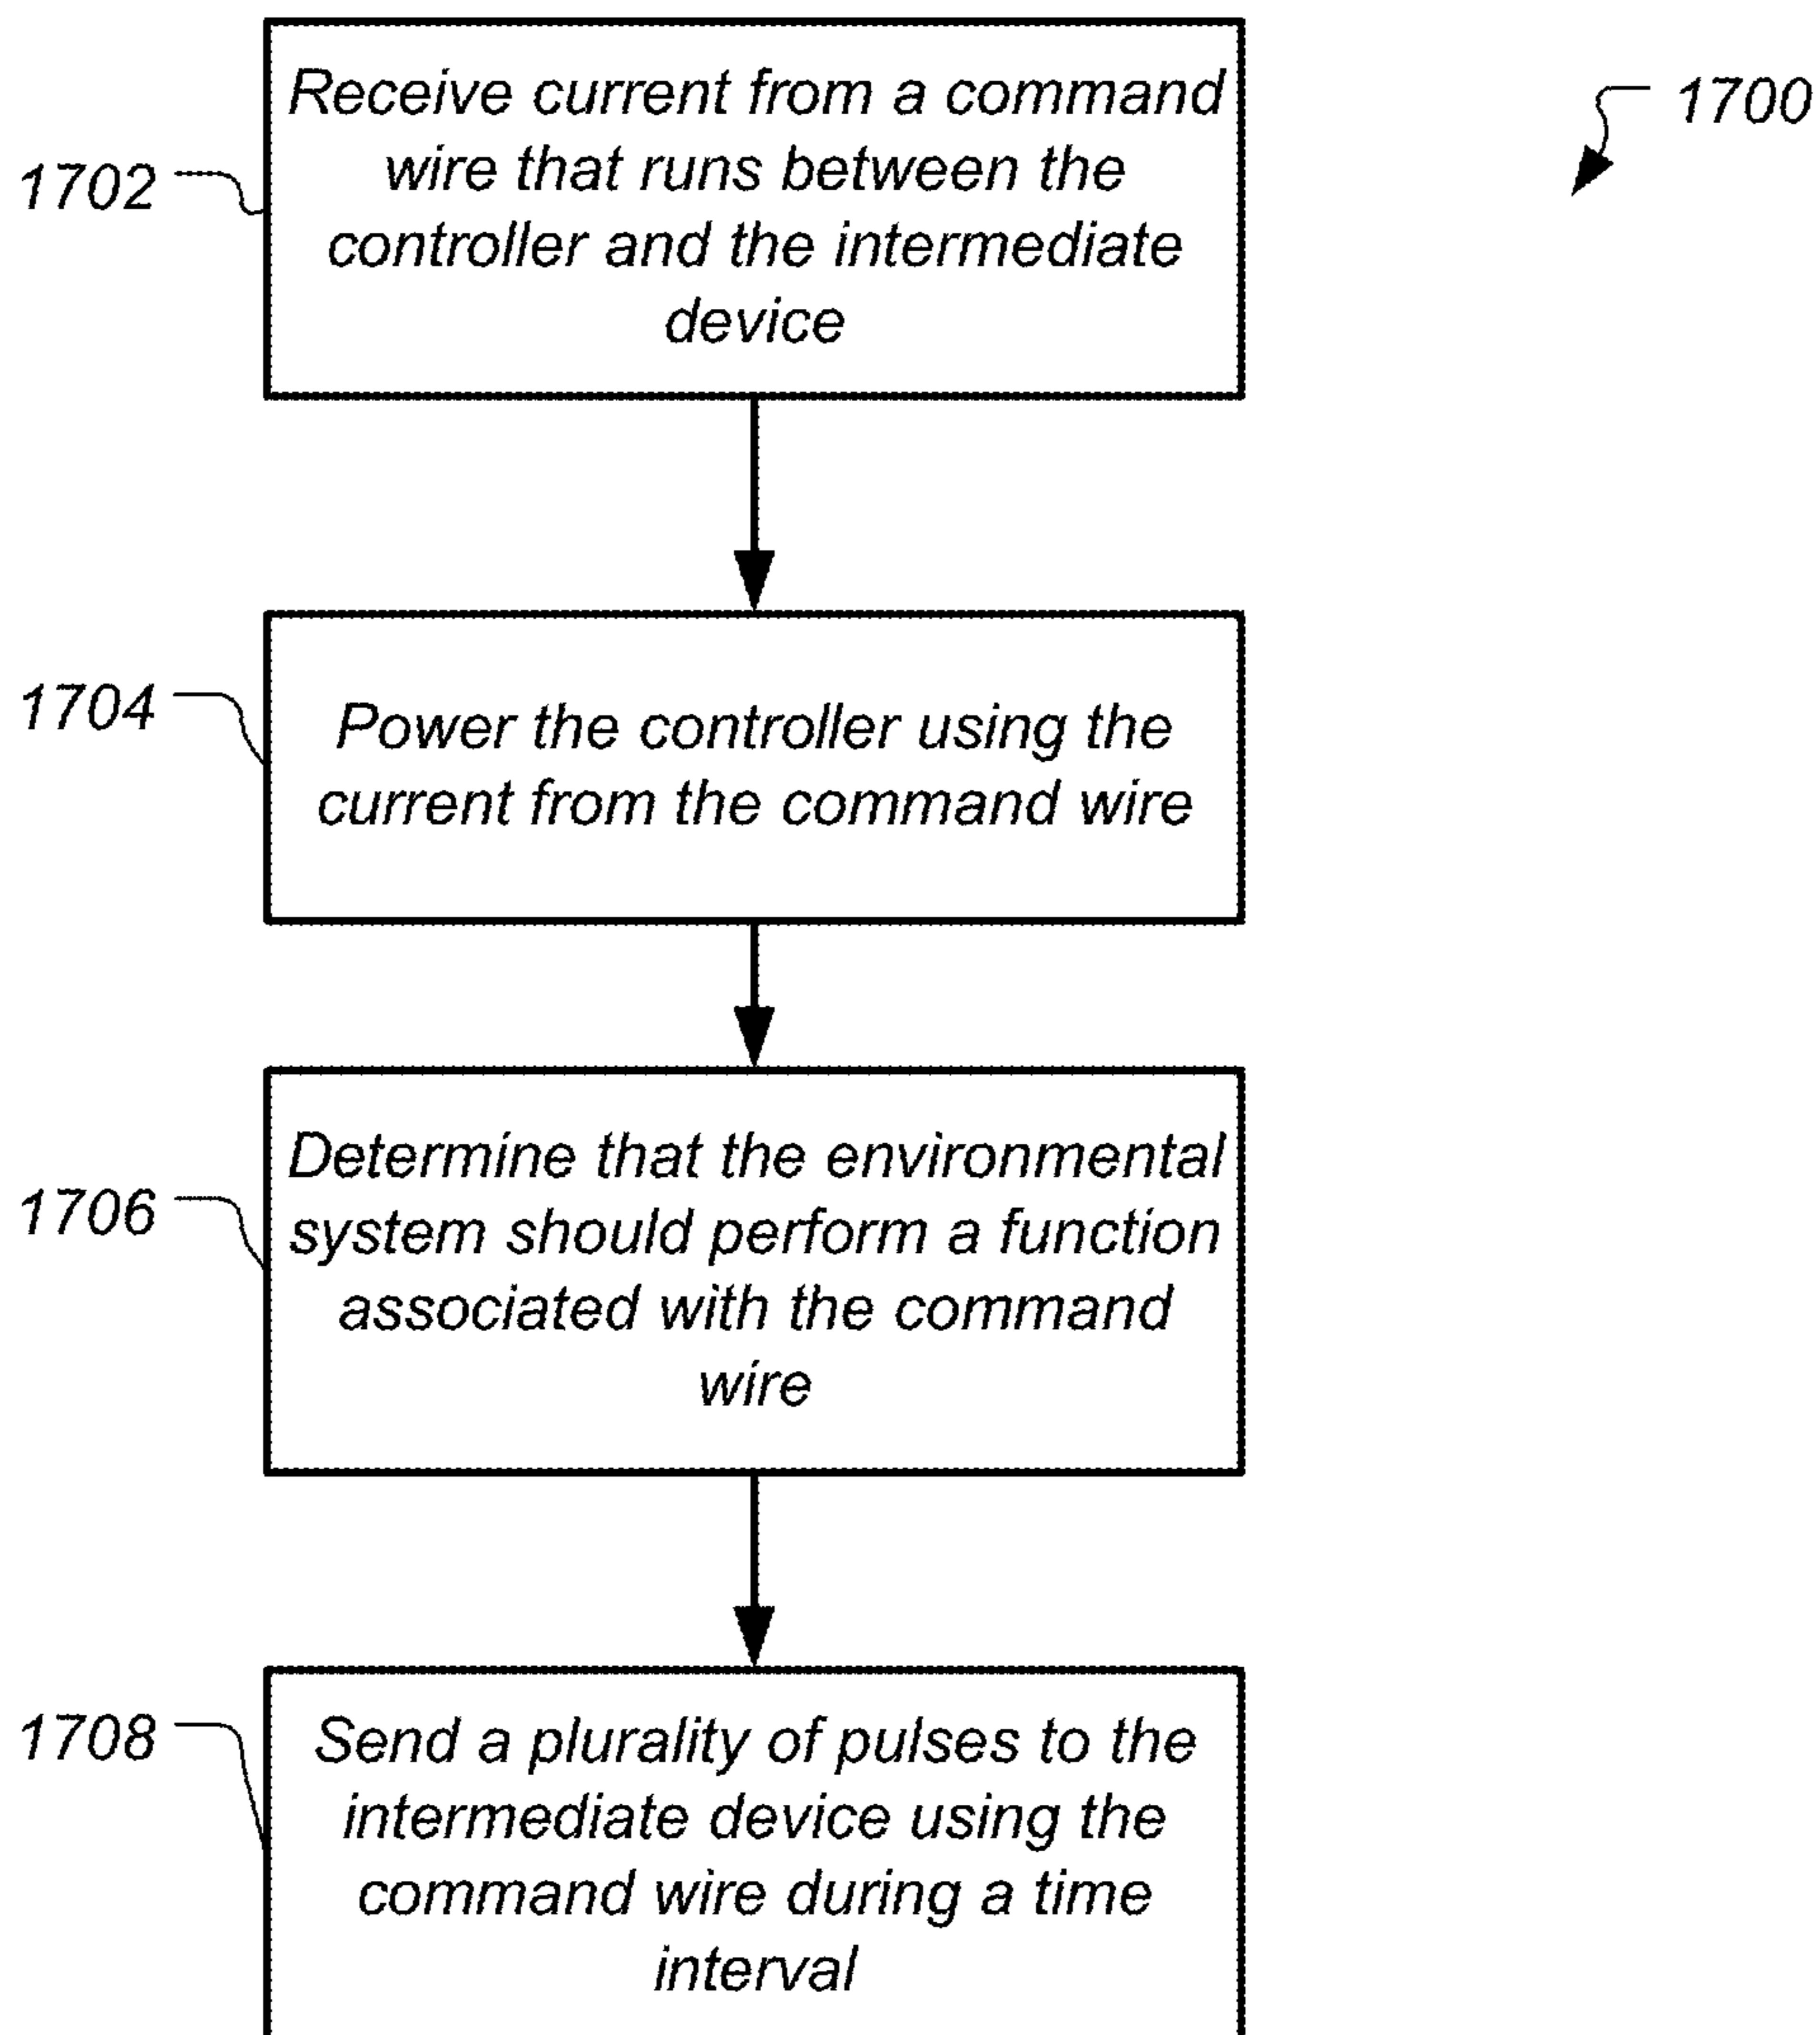 Receive current from a command
wire that runs between the
controller and the intermediate
device
1700
1702
Power the controller using the
current from the command wire
1704
Determine that the environmental
system should perform a function
associated with the command
wire
1706
Send a plurality of pulses to the
intermediate device using the
command wire during a time
interval
1708